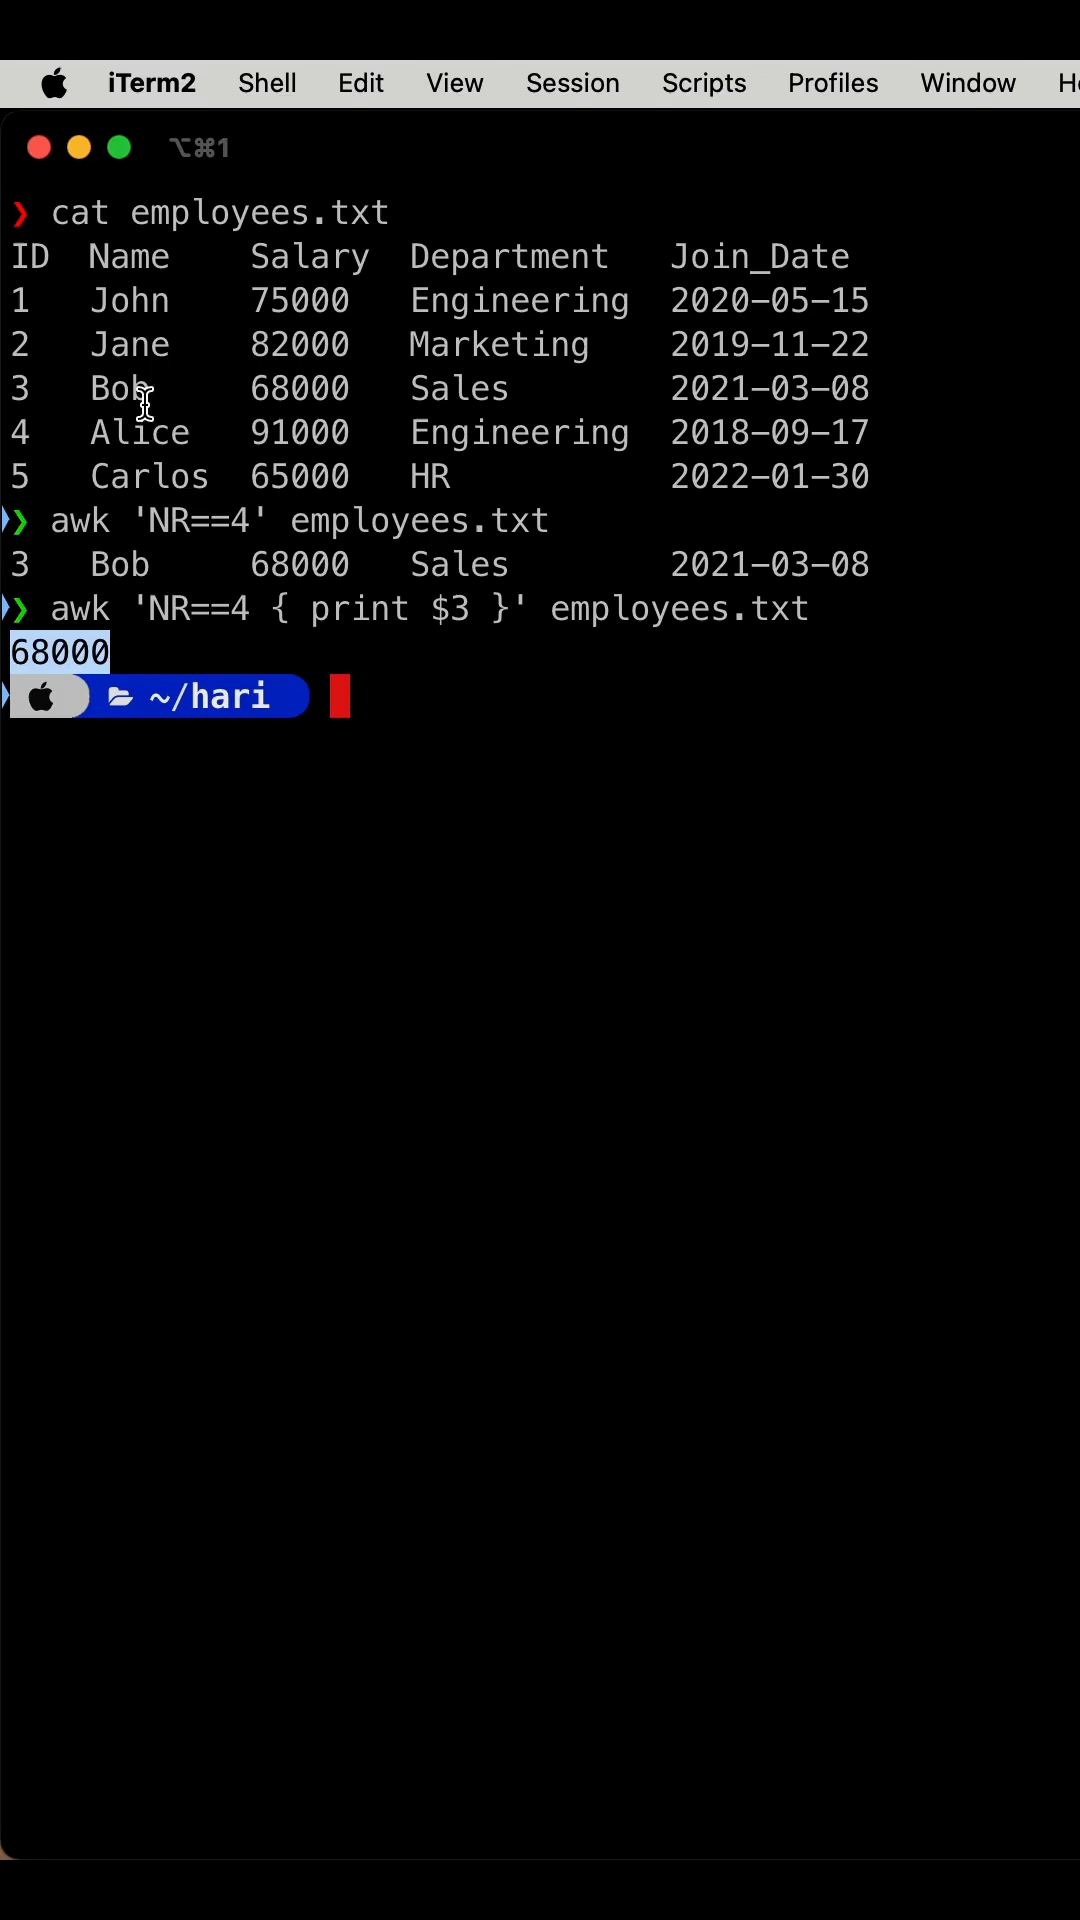 iTerm2 Shell Edit View Session Scripts Profiles Window
⌥⌘1
❯ cat employees.txt
ID  Name    Salary  Department   Join_Date
1   John    75000   Engineering  2020-05-15
2   Jane    82000   Marketing    2019-11-22
3   Bob     68000   Sales        2021-03-08
4   Alice   91000   Engineering  2018-09-17
5   Carlos  65000   HR           2022-01-30
❯ awk 'NR==4' employees.txt
3   Bob     68000   Sales        2021-03-08
❯ awk 'NR==4 { print $3 }' employees.txt
68000
~/hari